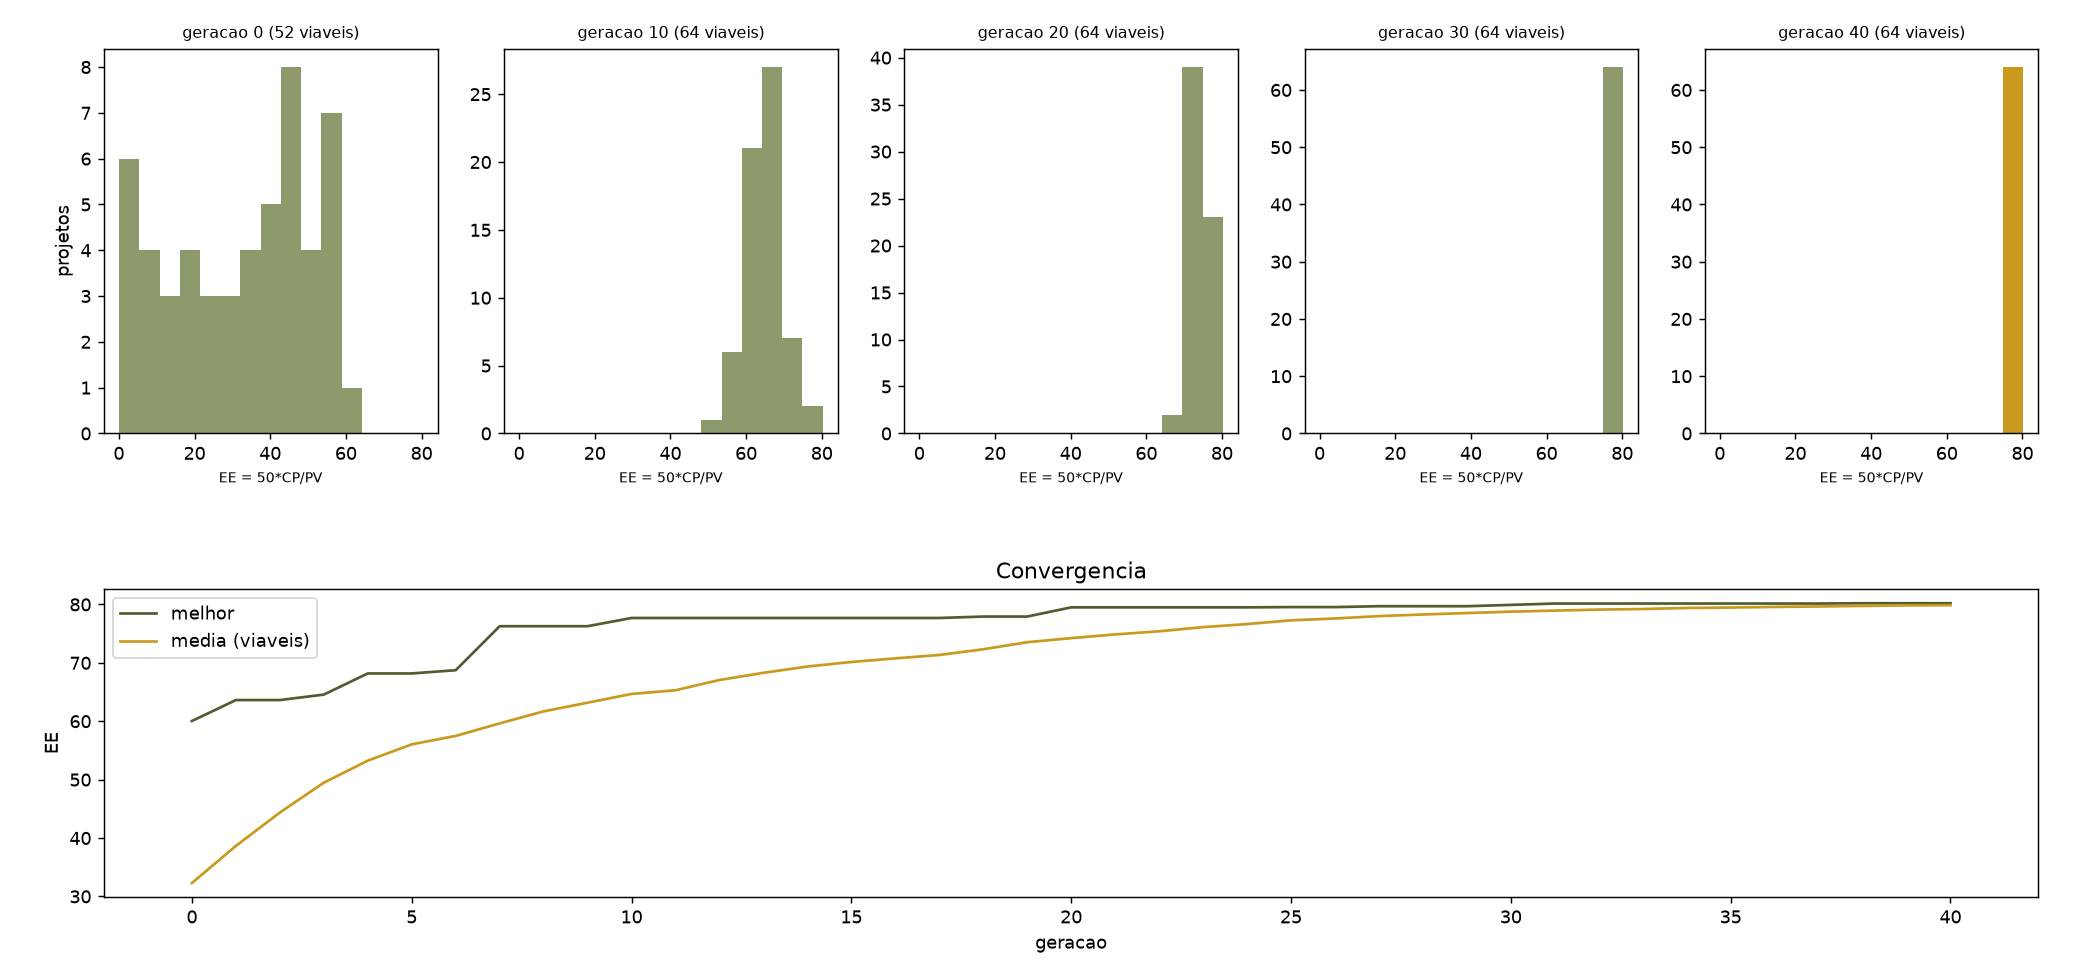 geracao 0 (52 viaveis)
geracao 10 (64 viaveis)
geracao 20 (64 viaveis)
geracao 30 (64 viaveis)
geracao 40 (64 viaveis)
projetos
8
7
6
5
4
3
2
1
0
0 20 40 60 80
EE = 50*CP/PV
25
20
15
10
5
0
0 20 40 60 80
EE = 50*CP/PV
40
35
30
25
20
15
10
5
0
0 20 40 60 80
EE = 50*CP/PV
60
50
40
30
20
10
0
0 20 40 60 80
EE = 50*CP/PV
60
50
40
30
20
10
0
0 20 40 60 80
EE = 50*CP/PV
Convergencia
melhor
media (viaveis)
EE
80
70
60
50
40
30
0 5 10 15 20 25 30 35 40
geracao